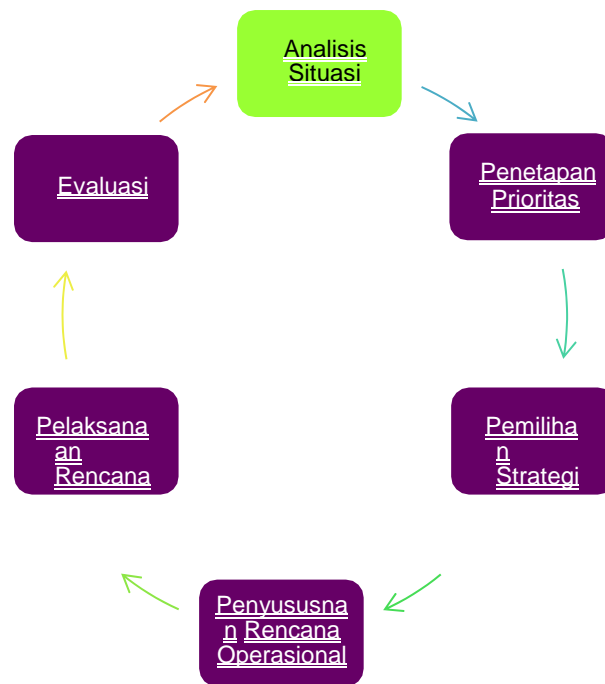 Analisis
Situasi
Penetapan
Prioritas
Pemiliha
n
Strategi
Penyususna
n Rencana
Operasional
Pelaksana
an
Rencana
Evaluasi